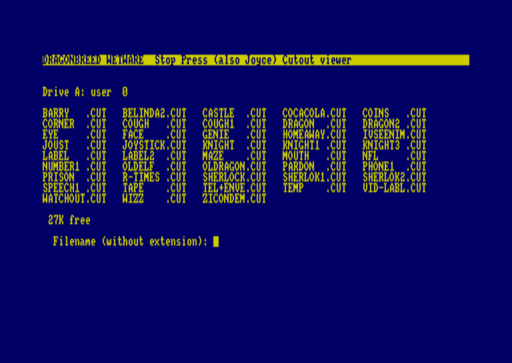 DRAGONBREED WETWARE  Stop Press (also Joyce) Cutout viewer
Drive A: user  0
BARRY   .CUT  BELINDA2.CUT  CASTLE  .CUT  COCACOLA.CUT  COINS   .CUT
CORNER  .CUT  COUGH   .CUT  COUGH1  .CUT  DRAGON  .CUT  DRAGON2 .CUT
EYE     .CUT  FACE    .CUT  GENIE   .CUT  HOMEAWAY.CUT  IVSEENIM.CUT
JOUST   .CUT  JOYSTICK.CUT  KNIGHT  .CUT  KNIGHT1 .CUT  KNIGHT3 .CUT
LABEL   .CUT  LABEL2  .CUT  MAZE    .CUT  MOUTH   .CUT  NFL     .CUT
NUMBER1 .CUT  OLDELF  .CUT  OLDRAGON.CUT  PARDON  .CUT  PHONE1  .CUT
PRISON  .CUT  R-TIMES .CUT  SHERLOCK.CUT  SHERLOK1.CUT  SHERLOK2.CUT
SPEECH1 .CUT  TAPE    .CUT  TEL+ENVE.CUT  TEMP    .CUT  VID-LABL.CUT
WATCHOUT.CUT  WIZZ    .CUT  ZICONDEM.CUT
27K free
Filename (without extension):